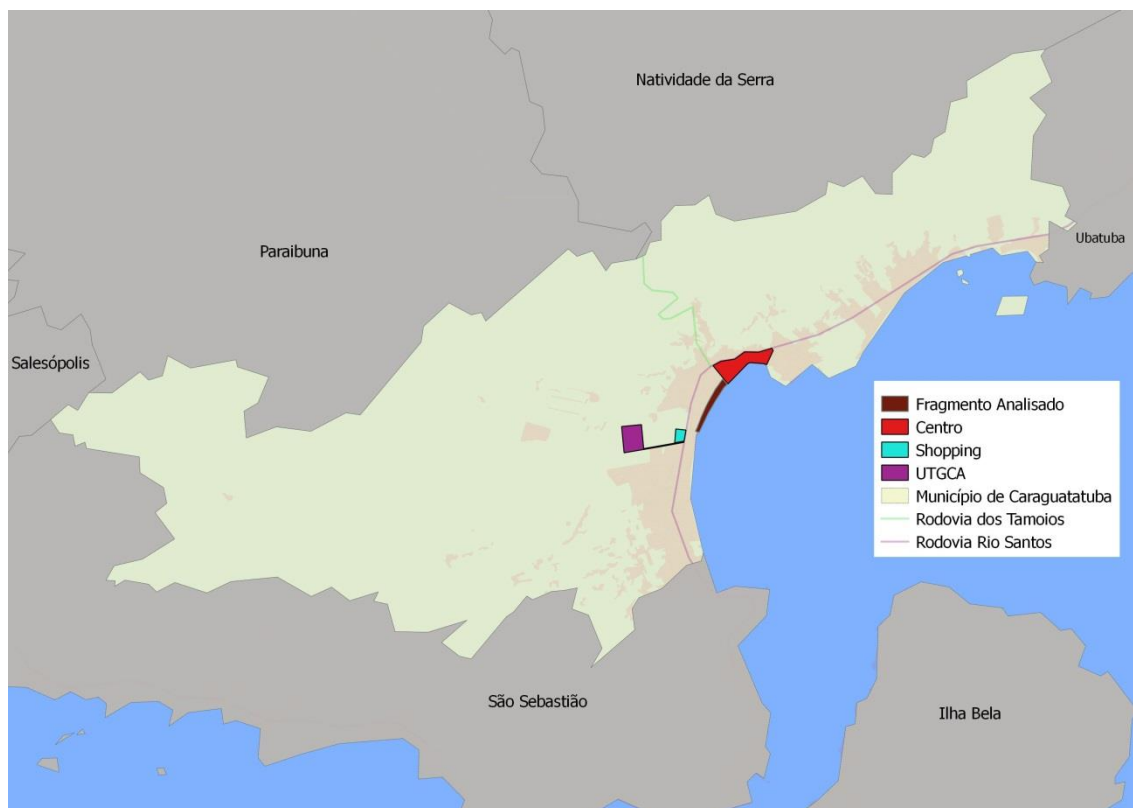 Natividade da Serra
Paraibuna
Ubatuba
Salesópolis
Fragmento Analisado
Centro
Shopping
UTGCA
Município de Caraguatatuba
Rodovia dos Tamoios
Rodovia Rio Santos
São Sebastião
Ilha Bela